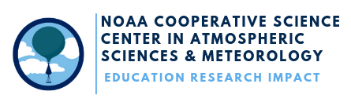 NOAA COOPERATIVE SCIENCE
CENTER IN ATMOSPHERIC
SCIENCES & METEOROLOGY
EDUCATION RESEARCH IMPACT